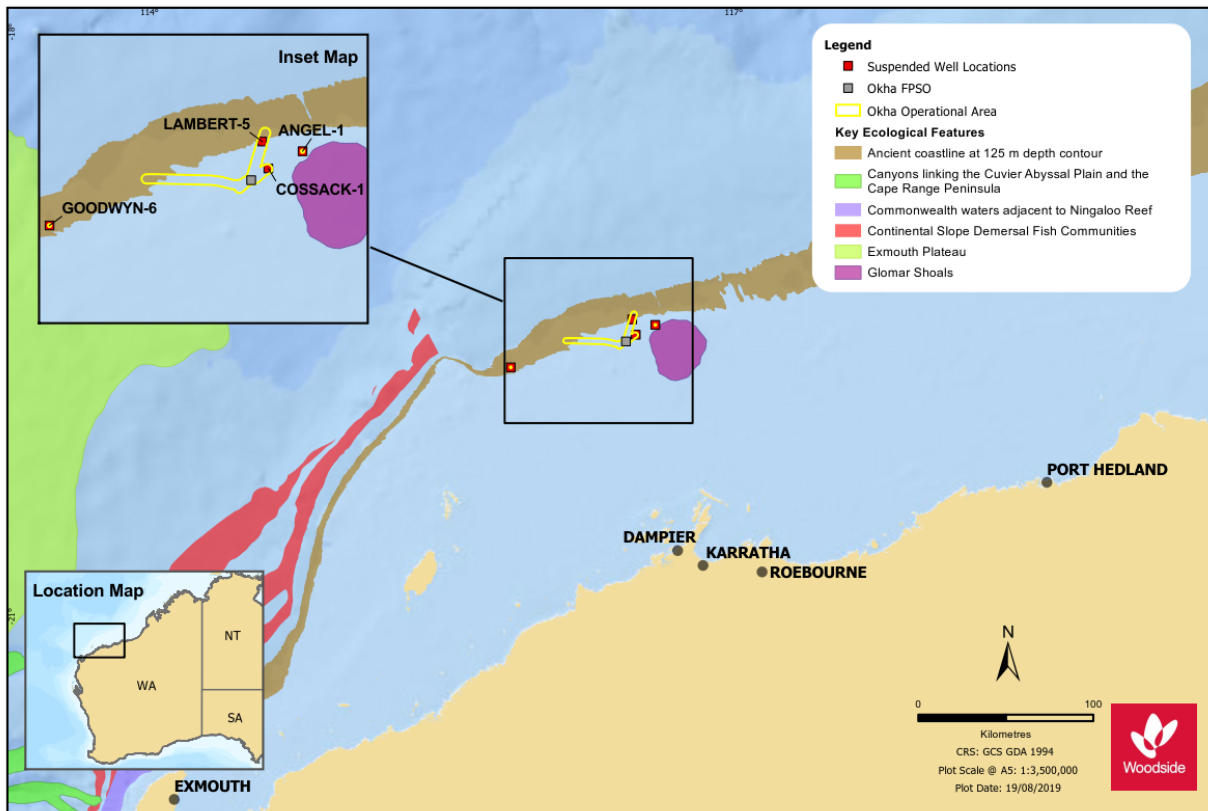 114°
117°
-18°
-21°
Inset Map
LAMBERT-5
ANGEL-1
COSSACK-1
GOODWYN-6
Legend
Suspended Well Locations
Okha FPSO
Okha Operational Area
Key Ecological Features
Ancient coastline at 125 m depth contour
Canyons linking the Cuvier Abyssal Plain and the
Cape Range Peninsula
Commonwealth waters adjacent to Ningaloo Reef
Continental Slope Demersal Fish Communities
Exmouth Plateau
Glomar Shoals
PORT HEDLAND
DAMPIER
KARRATHA
ROEBOURNE
Location Map
NT
WA
SA
EXMOUTH
N
0 100
Kilometres
CRS: GCS GDA 1994
Plot Scale @ A5: 1:3,500,000
Plot Date: 19/08/2019
Woodside